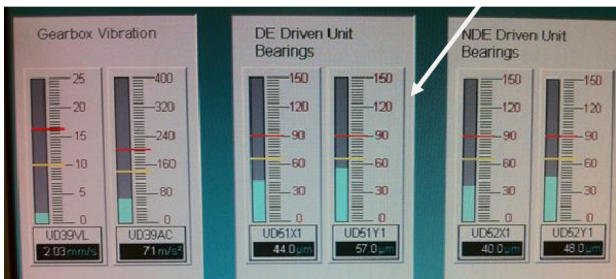 Gearbox Vibration
25
20
15
10
5
0
UD39VL
2.03 mm/s
400
320
240
160
80
0
UD39AC
71 m/s²
DE Driven Unit
Bearings
150
120
90
60
30
0
UD51X1
44.0 µm
150
120
90
60
30
0
UD51Y1
57.0 µm
NDE Driven Unit
Bearings
150
120
90
60
30
0
UD52X1
40.0 µm
150
120
90
60
30
0
UD52Y1
48.0 µm